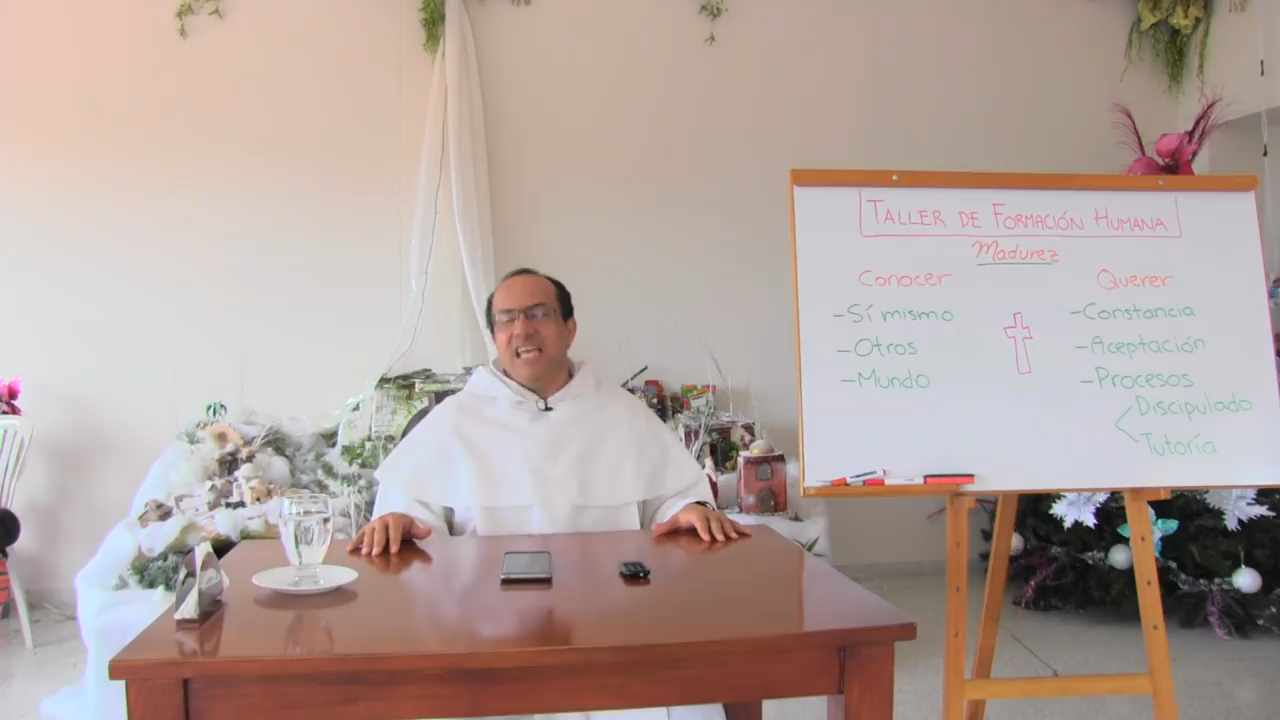 TALLER DE FORMACIÓN HUMANA
Madurez
Conocer
-Sí mismo
-Otros
-Mundo
Querer
-Constancia
-Aceptación
-Procesos
Discipulado
Tutoría